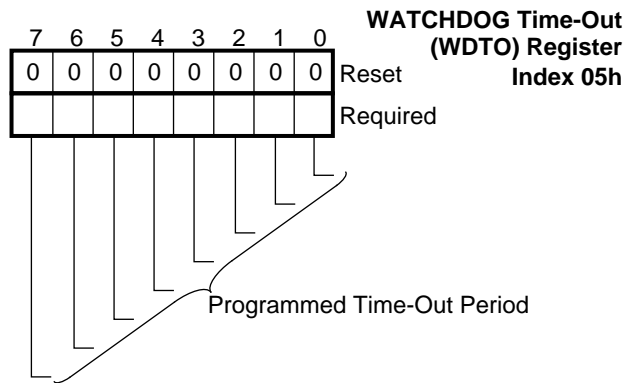 WATCHDOG Time-Out
(WDTO) Register
Index 05h
7 6 5 4 3 2 1 0
0 0 0 0 0 0 0 0 Reset
Required
Programmed Time-Out Period